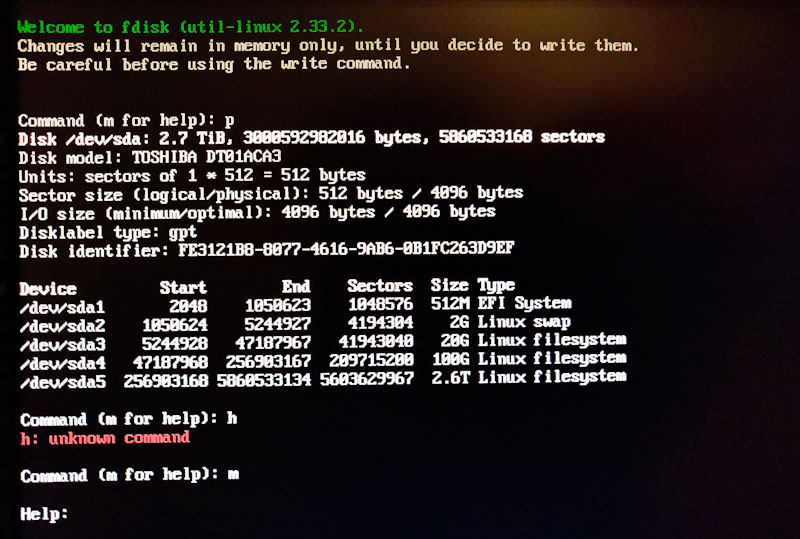 Welcome to fdisk (util-linux 2.33.2).
Changes will remain in memory only, until you decide to write them.
Be careful before using the write command.
Command (m for help): p
Disk /dev/sda: 2.7 TiB, 3000592982016 bytes, 5860533168 sectors
Disk model: TOSHIBA DT01ACA3
Units: sectors of 1 * 512 = 512 bytes
Sector size (logical/physical): 512 bytes / 4096 bytes
I/O size (minimum/optimal): 4096 bytes / 4096 bytes
Disklabel type: gpt
Disk identifier: FE3121B8-8077-4616-9AB6-0B1FC263D9EF
Device Start End Sectors Size Type
/dev/sda1 2048 1050623 1048576 512M EFI System
/dev/sda2 1050624 5244927 4194304 2G Linux swap
/dev/sda3 5244928 47187967 41943040 20G Linux filesystem
/dev/sda4 47187968 256903167 209715200 100G Linux filesystem
/dev/sda5 256903168 5860533134 5603629967 2.6T Linux filesystem
Command (m for help): h
h: unknown command
Command (m for help): m
Help: